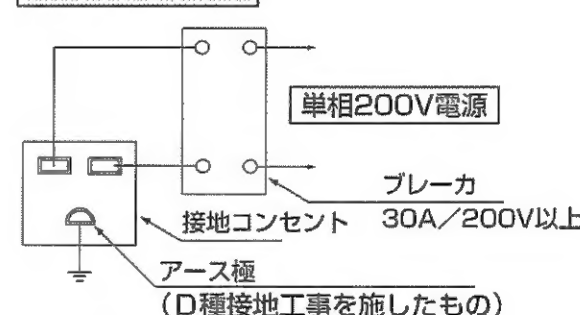 単相200V電源
ブレーカ
30A／200V以上
接地コンセント
アース極
（D種接地工事を施したもの）